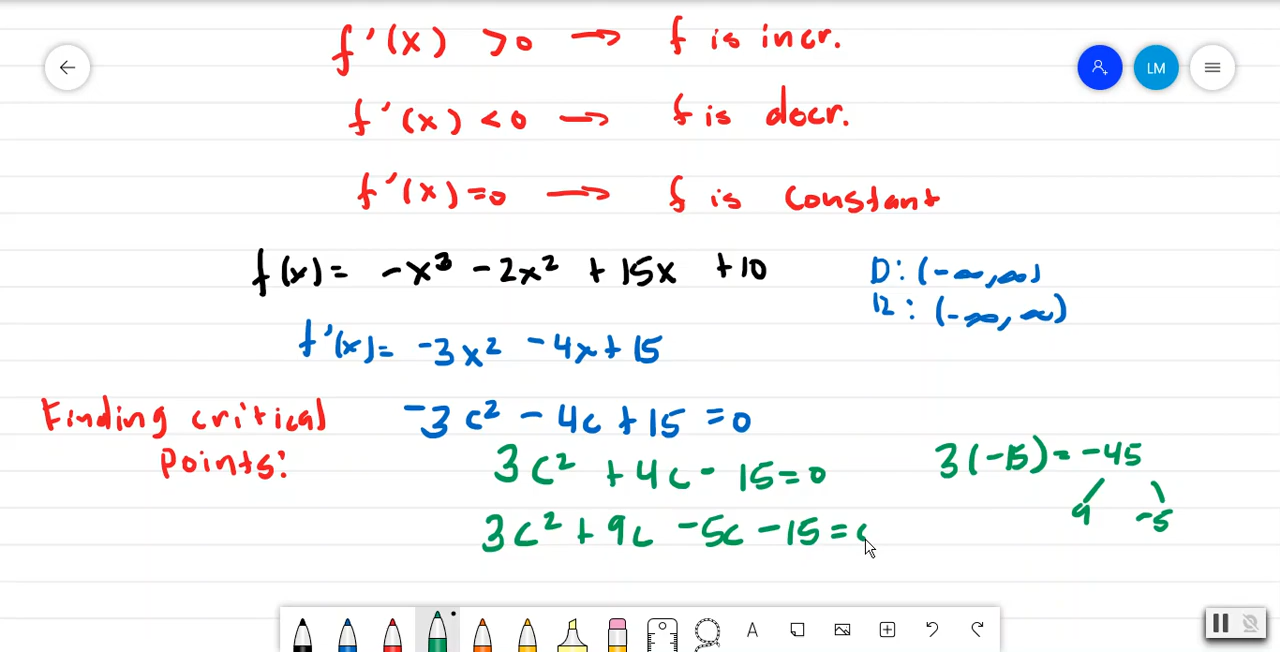 f'(x) > 0 → f is incr.
LM
f'(x) < 0 → f is decr.
f'(x) = 0 → f is constant
f(x) = -x³ - 2x² + 15x + 10
D: (-∞, ∞)
R: (-∞, ∞)
f'(x) = -3x² - 4x + 15
Finding critical points:
-3c² - 4c + 15 = 0
3c² + 4c - 15 = 0
3(-15) = -45
9 -5
3c² + 9c - 5c - 15 =
A